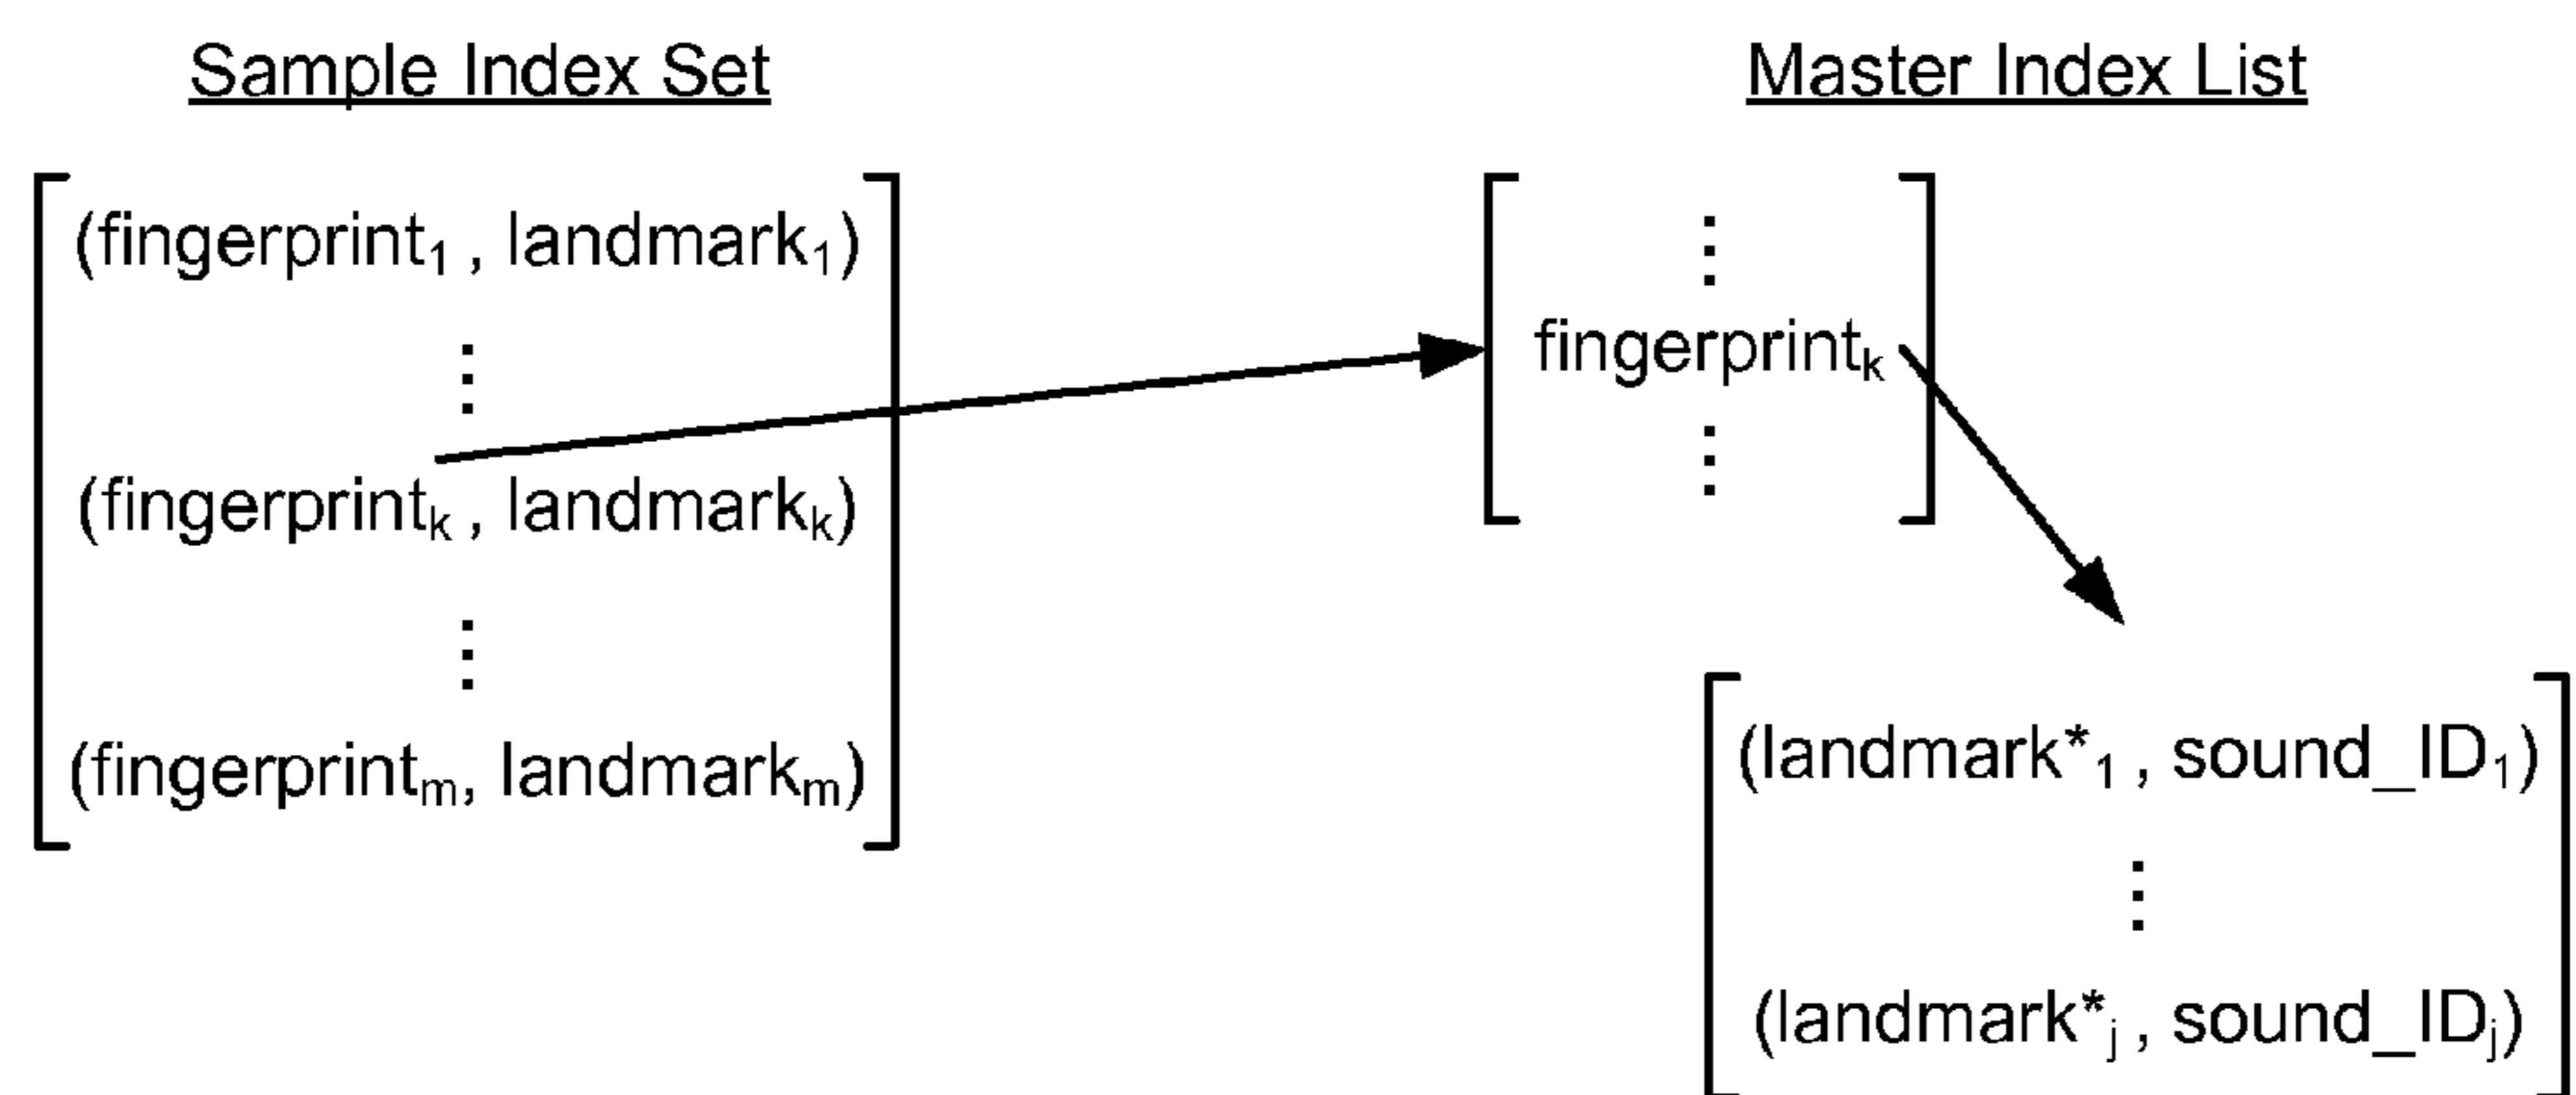 Sample Index Set
(fingerprint₁ , landmark₁)
⋮
(fingerprintₖ , landmarkₖ)
⋮
(fingerprintₘ, landmarkₘ)
Master Index List
⋮
fingerprintₖ
⋮
(landmark*₁ , sound_ID₁)
⋮
(landmark*ⱼ , sound_IDⱼ)